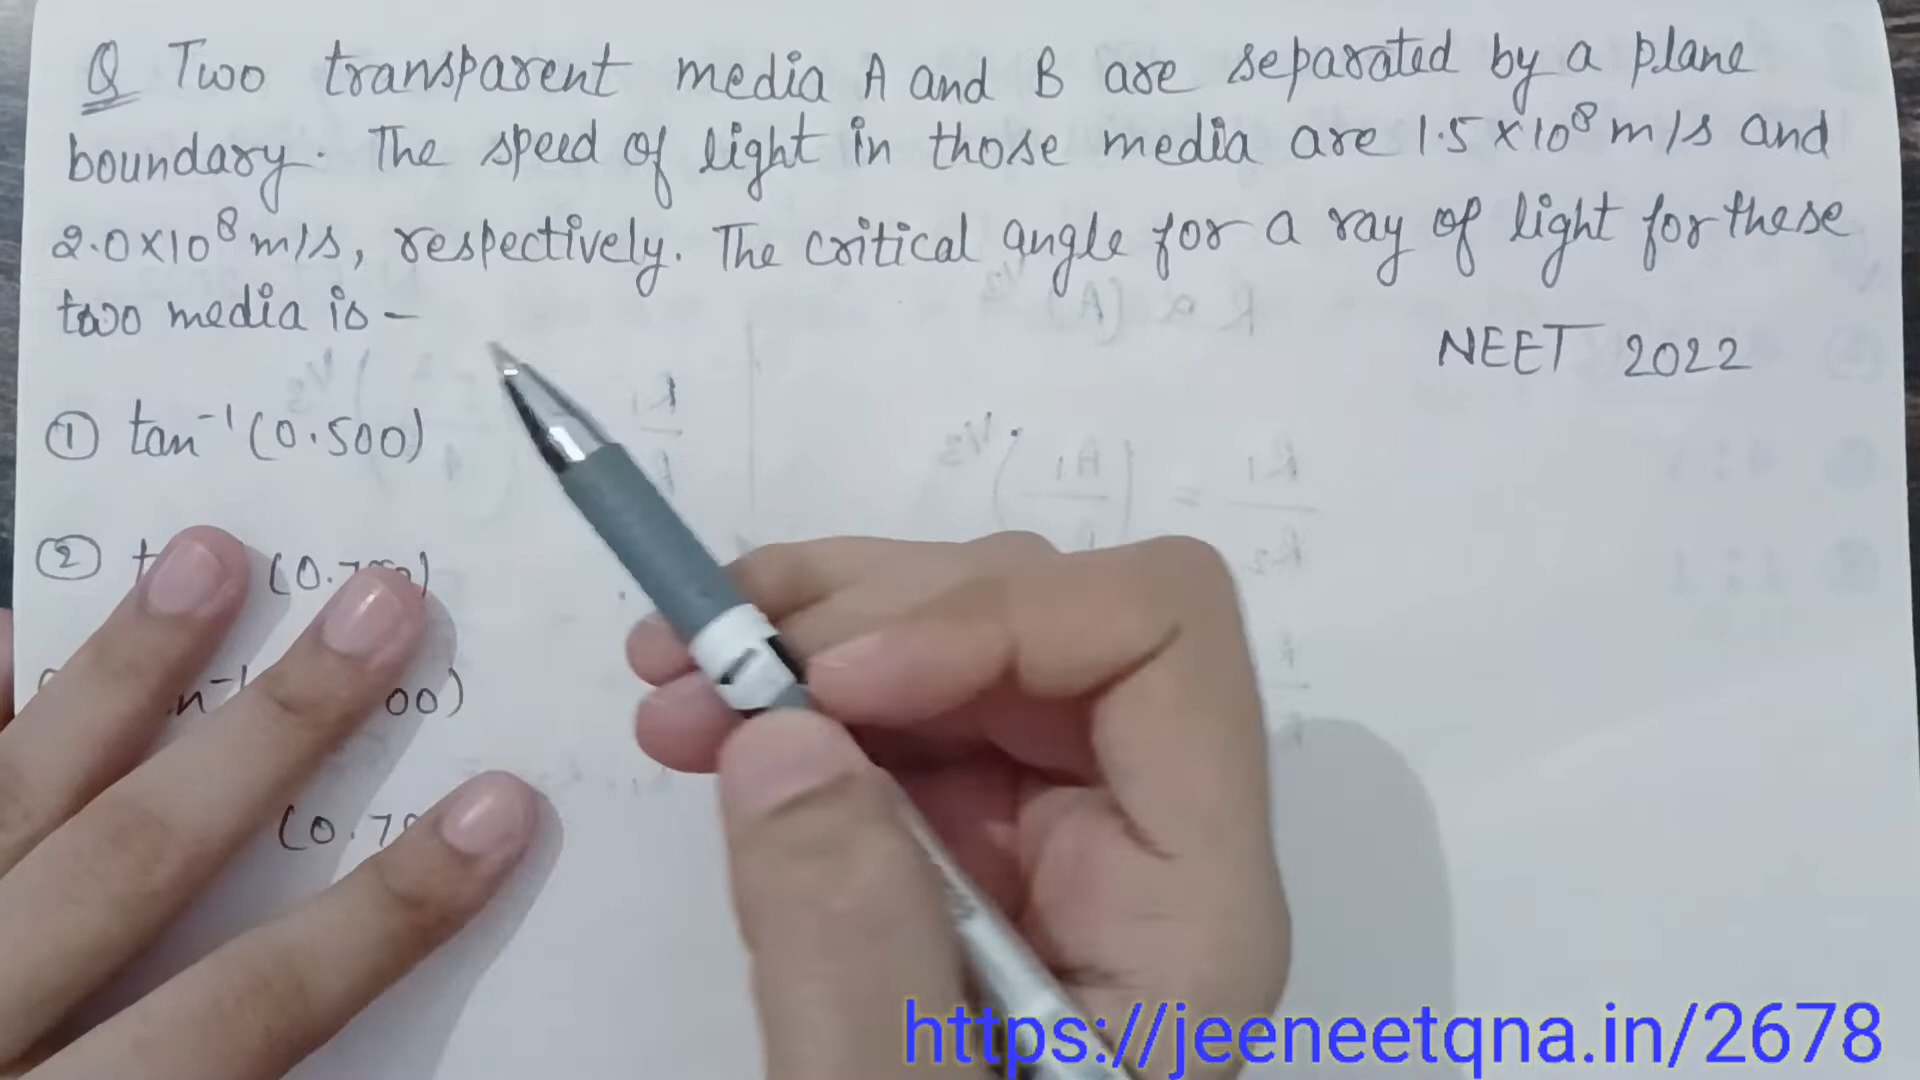 Q Two transparent media A and B are separated by a plane
boundary. The speed of light in those media are 1.5×10⁸ m/s and
2.0×10⁸ m/s, respectively. The critical angle for a ray of light for these
two media is -
NEET 2022
① tan⁻¹ (0.500)
②
(0.70
https://jeeneetqna.in/2678